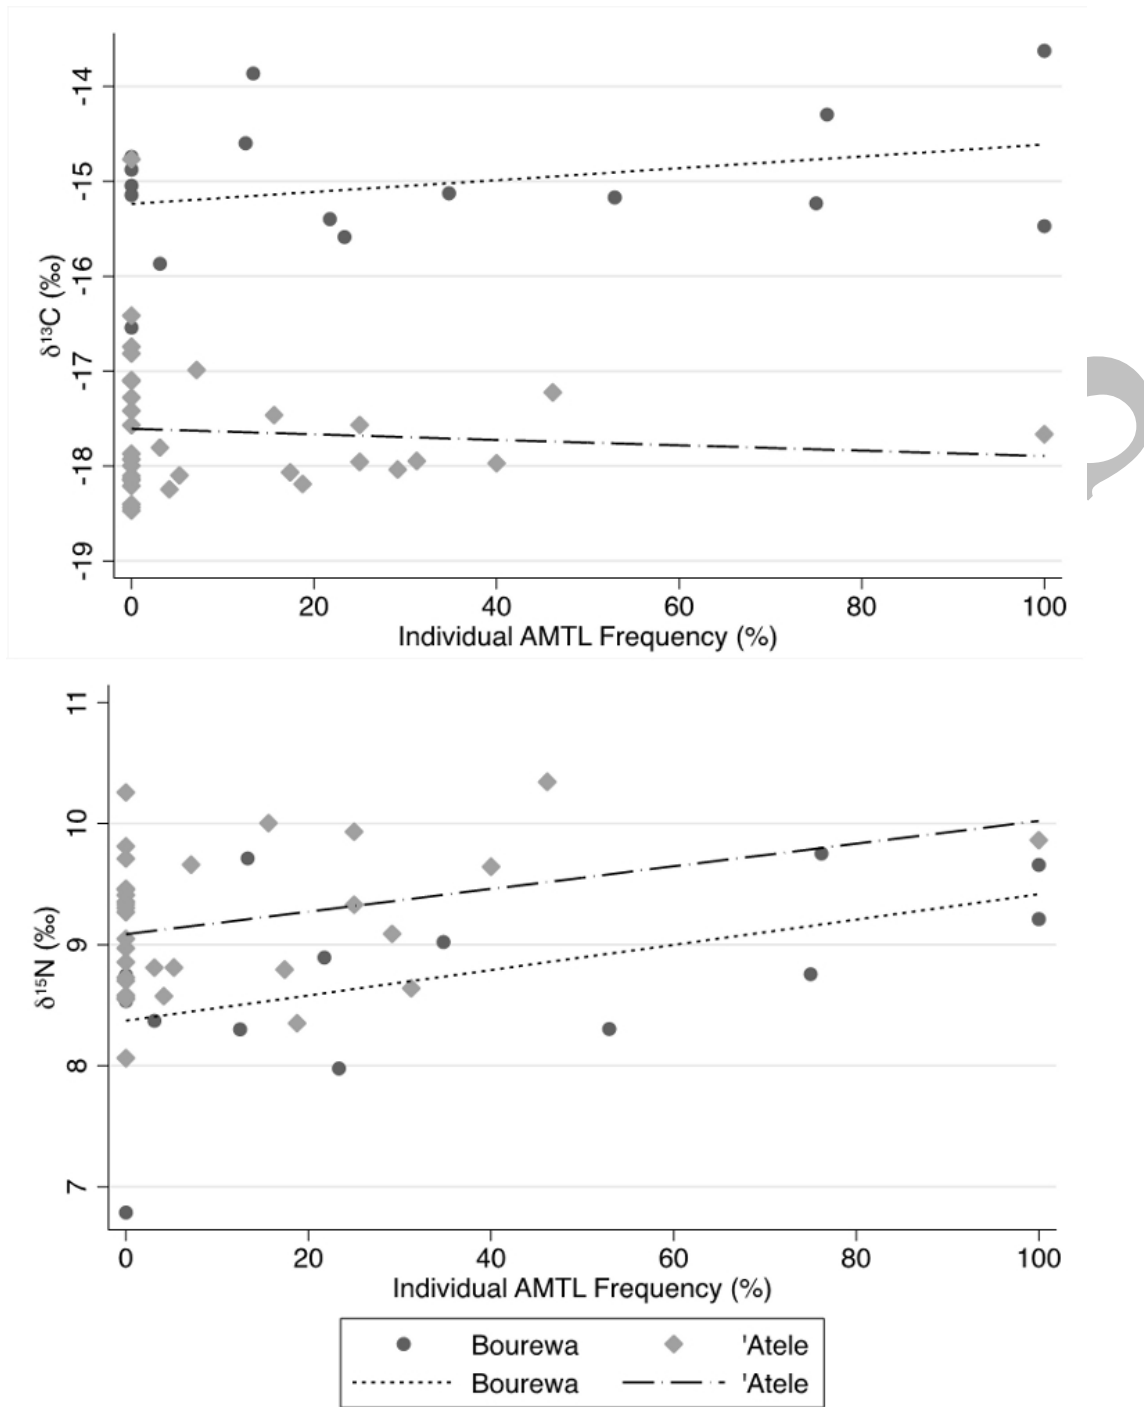 -14
-15
-16
-17
-18
-19
δ¹³C (‰)
0 20 40 60 80 100
Individual AMTL Frequency (%)
11
10
9
8
7
δ¹⁵N (‰)
0 20 40 60 80 100
Individual AMTL Frequency (%)
Bourewa 'Atele
Bourewa 'Atele